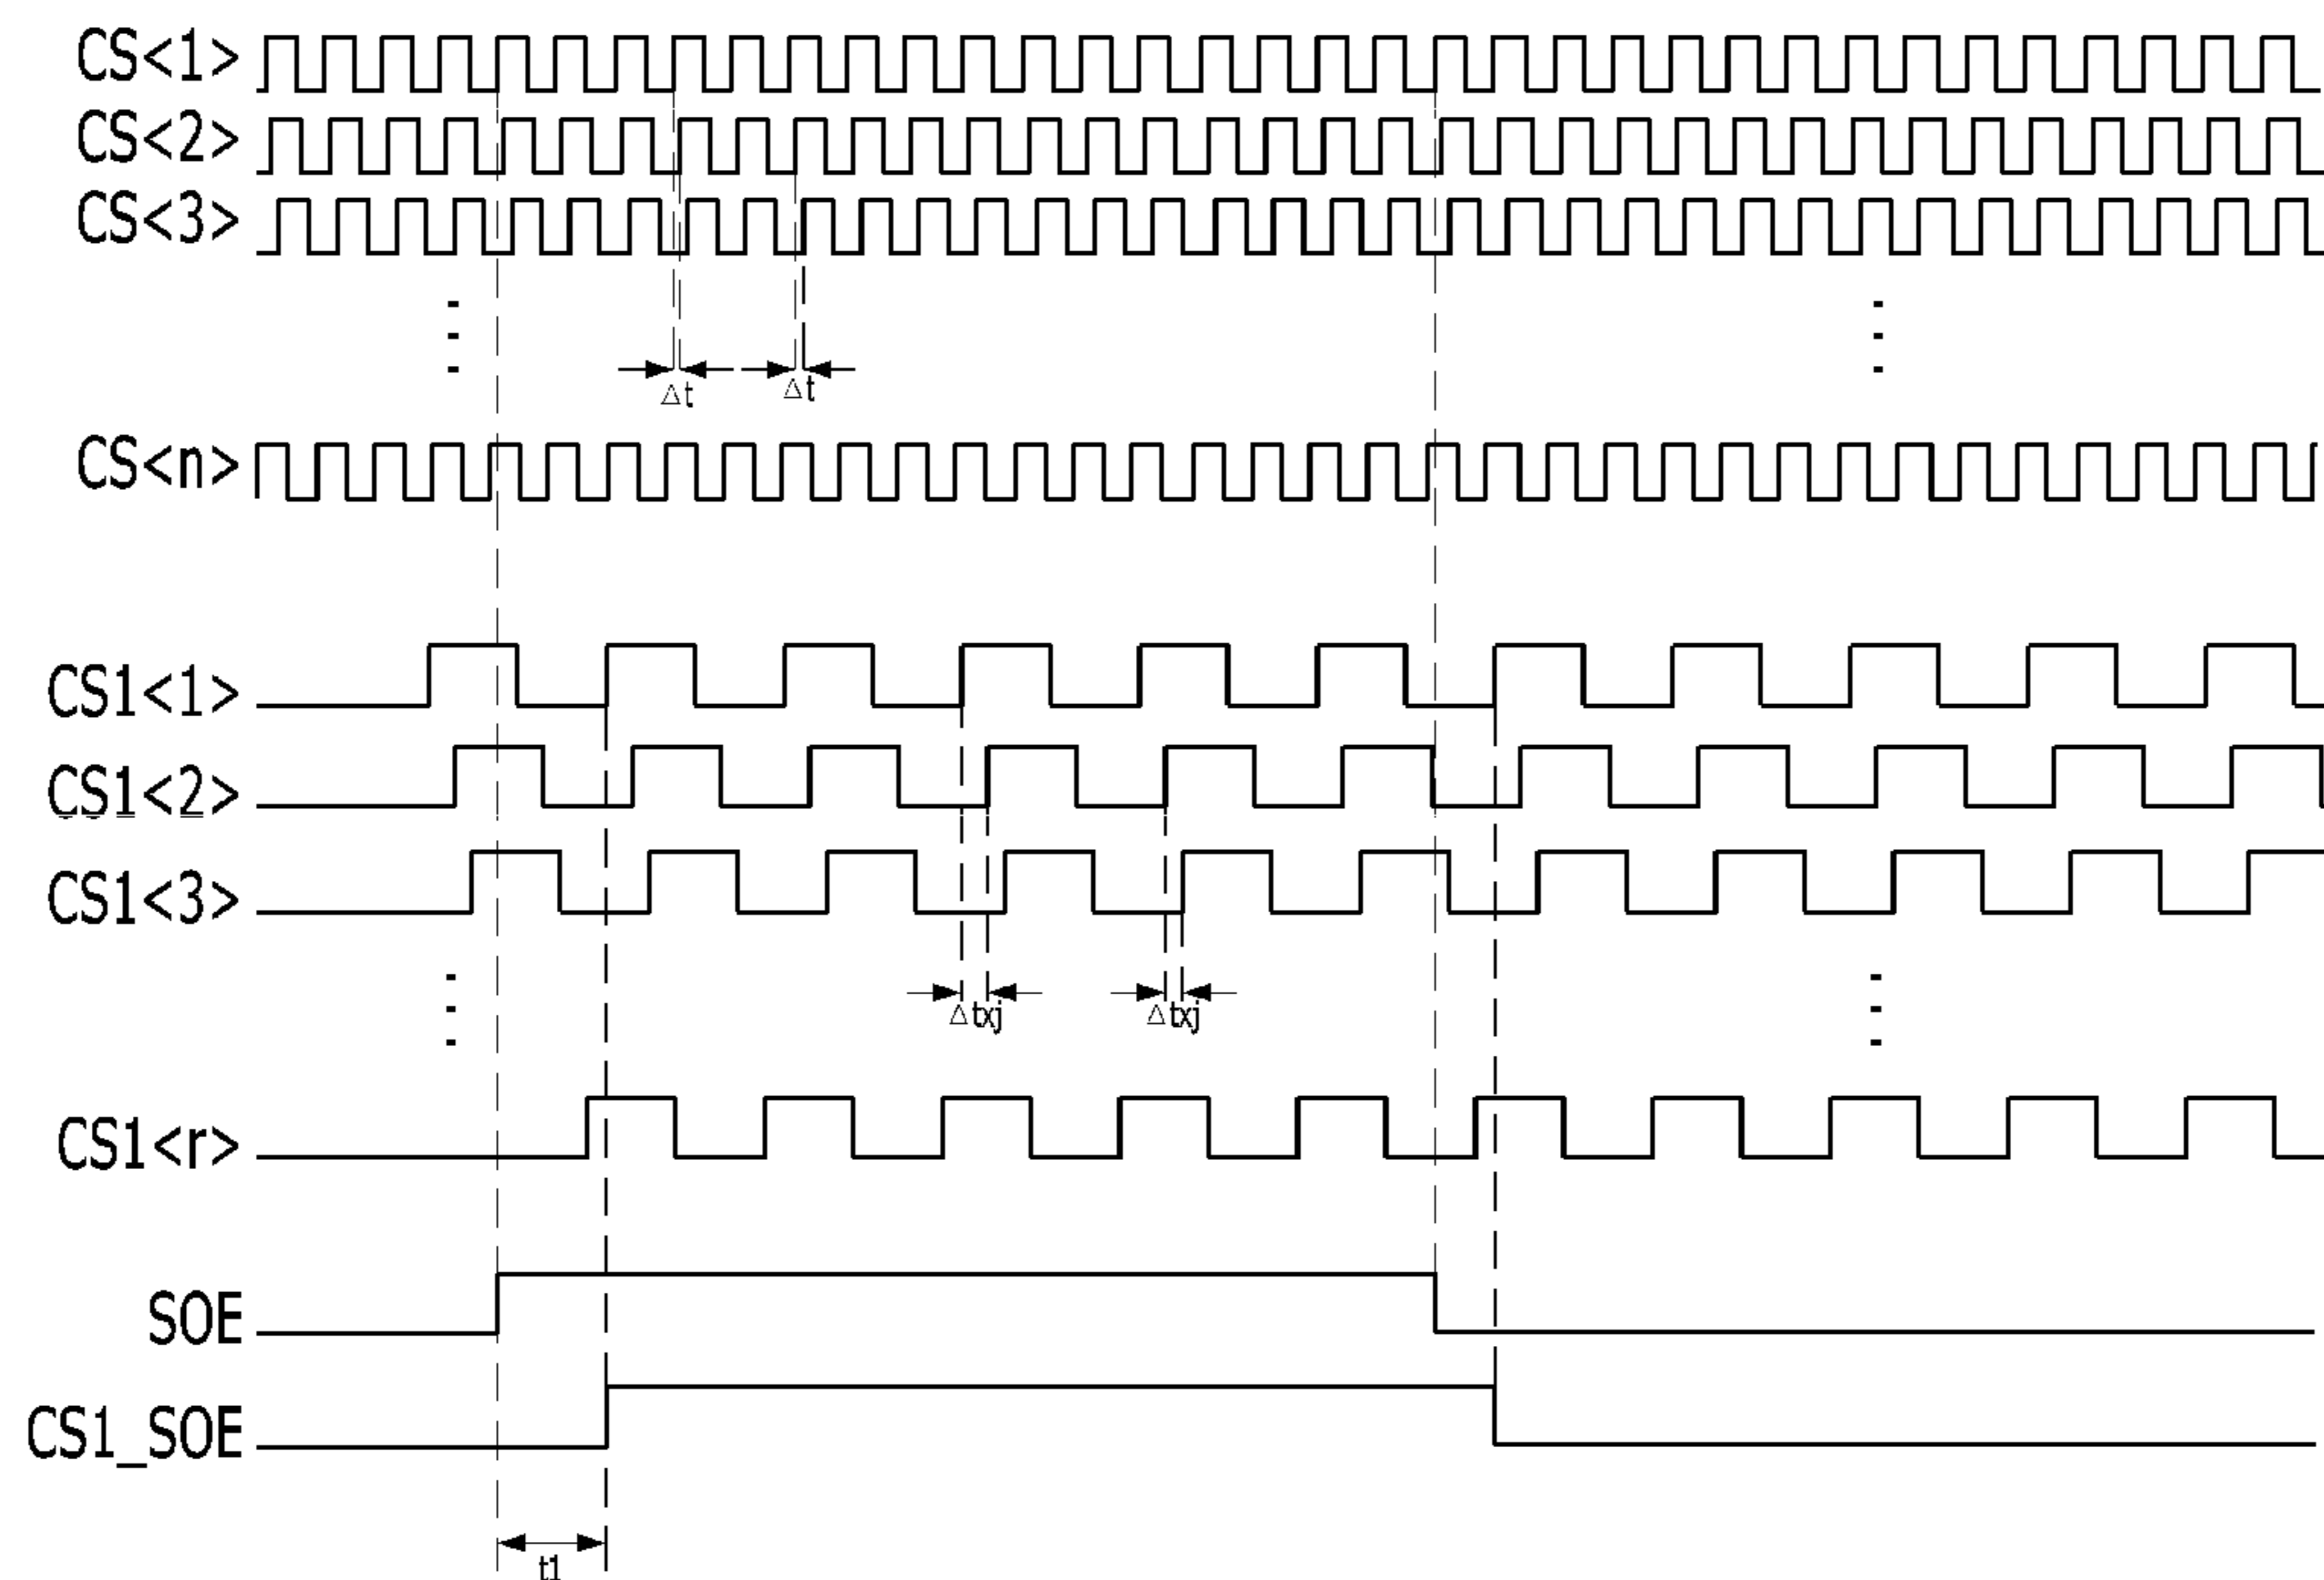 CS<1>
CS<2>
CS<3>
Δt Δt
CS<n>
CS1<1>
CS1<2>
CS1<3>
Δtxj Δtxj
CS1<r>
SOE
CS1_SOE
t1